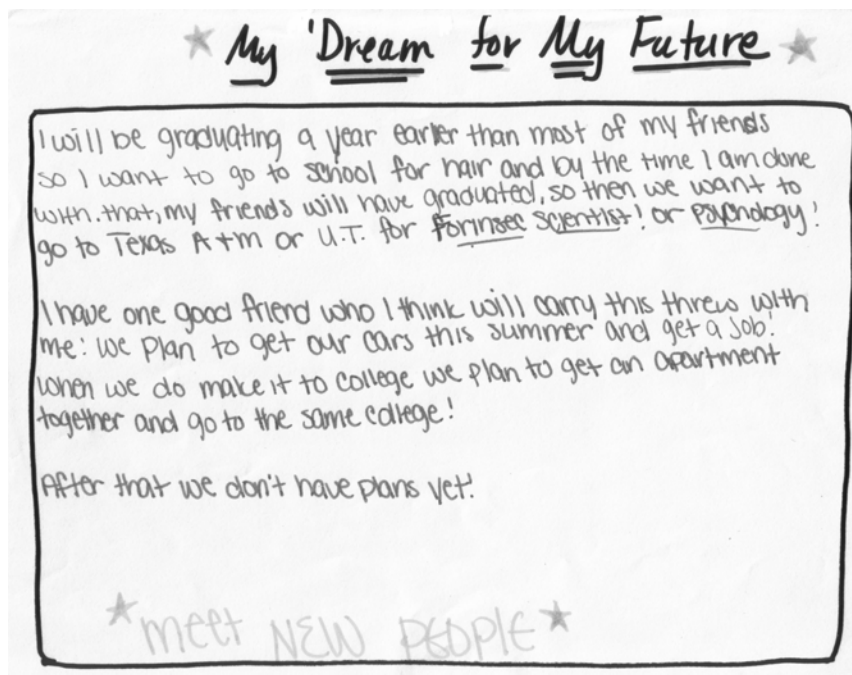 My Dream for My Future
I will be graduating a year earlier than most of my friends
so I want to go to school for hair and by the time I am done
with that, my friends will have graduated, so then we want to
go to Texas A+M or U.T. for Forinsec scientist! or psychology!
I have one good friend who I think will carry this threw with
me: we plan to get our cars this summer and get a job!
when we do make it to college we plan to get an apartment
together and go to the same college!
After that we don't have plans yet!
meet NEW PEOPLE